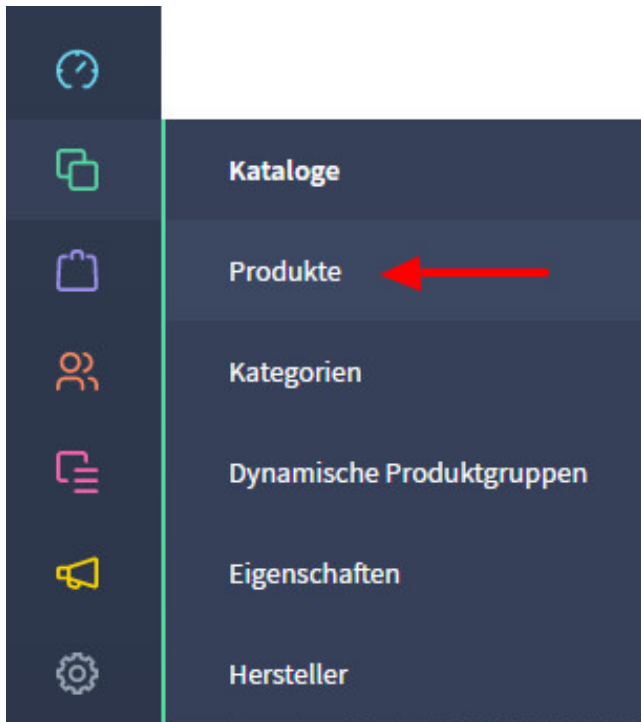 Kataloge
Produkte
Kategorien
Dynamische Produktgruppen
Eigenschaften
Hersteller